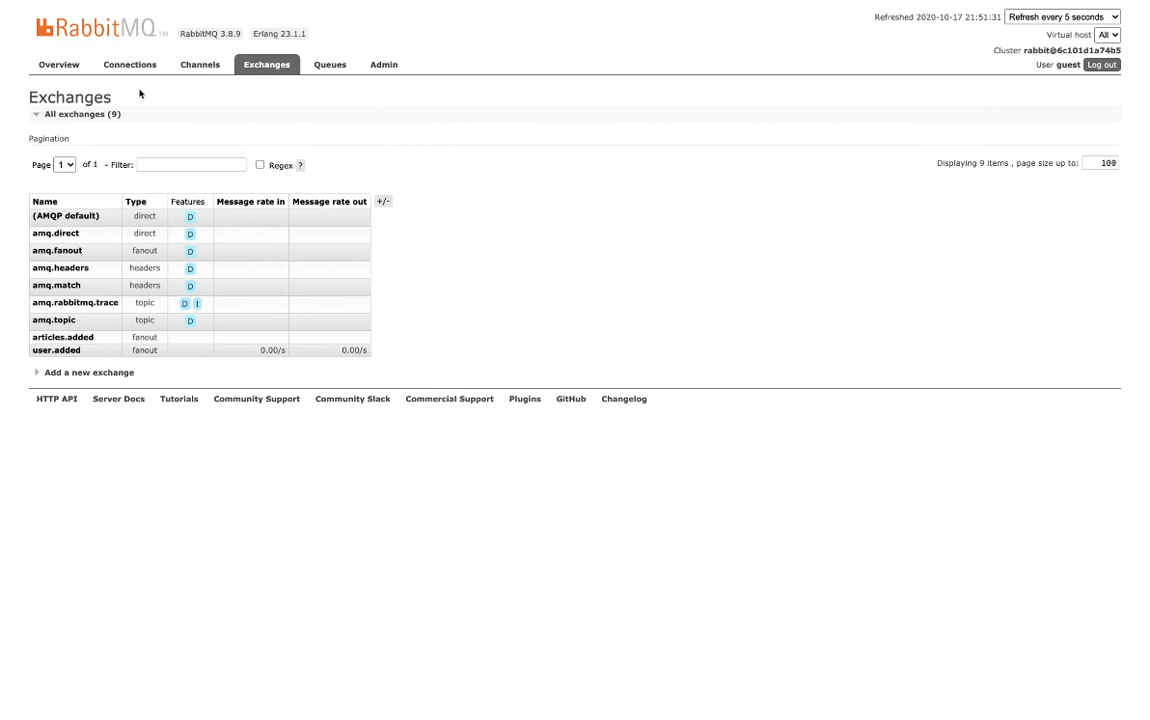 RabbitMQ TM RabbitMQ 3.8.9 Erlang 23.1.1
Refreshed 2020-10-17 21:51:31 Refresh every 5 seconds
Virtual host All
Cluster rabbit@6c101d1a74b5
User guest Log out
Overview Connections Channels Exchanges Queues Admin
Exchanges
All exchanges (9)
Pagination
Page 1 of 1 - Filter: Regex ? Displaying 9 items , page size up to: 100
Name Type Features Message rate in Message rate out +/-
(AMQP default) direct D
amq.direct direct D
amq.fanout fanout D
amq.headers headers D
amq.match headers D
amq.rabbitmq.trace topic D I
amq.topic topic D
articles.added fanout
user.added fanout 0.00/s 0.00/s
Add a new exchange
HTTP API Server Docs Tutorials Community Support Community Slack Commercial Support Plugins GitHub Changelog